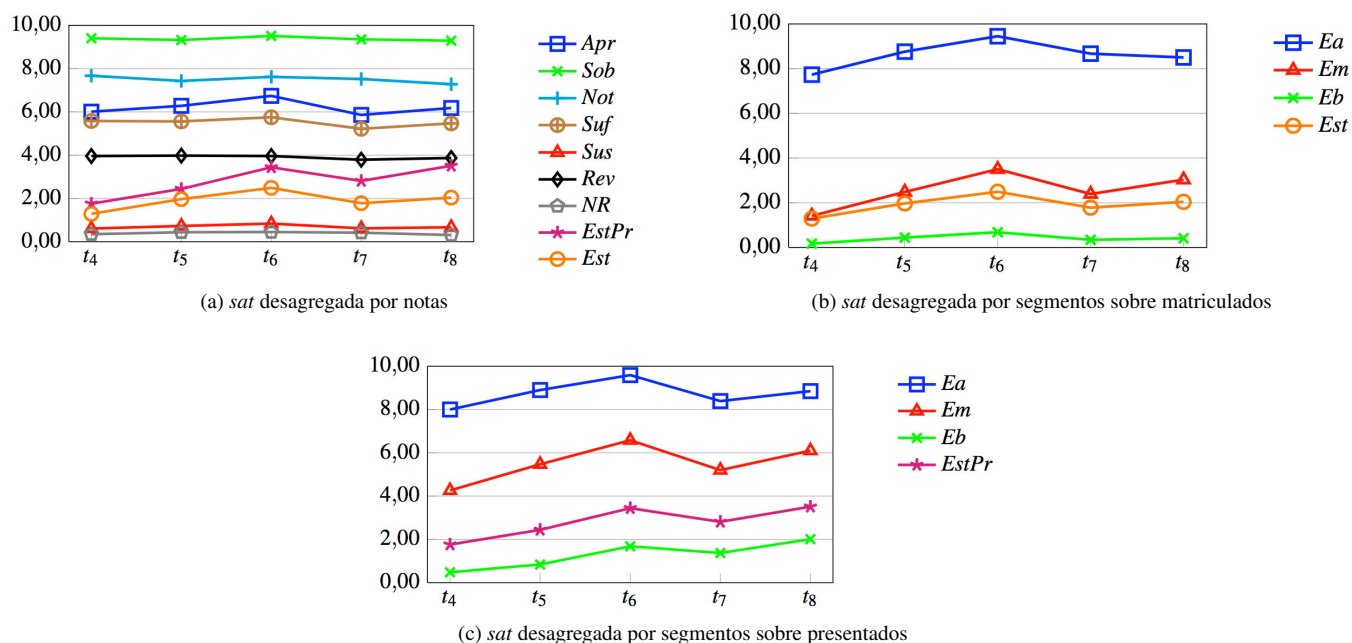 10,00
8,00
6,00
4,00
2,00
0,00
t4 t5 t6 t7 t8
Apr
Sob
Not
Suf
Sus
Rev
NR
EstPr
Est
(a) sat desagregada por notas
10,00
8,00
6,00
4,00
2,00
0,00
t4 t5 t6 t7 t8
Ea
Em
Eb
Est
(b) sat desagregada por segmentos sobre matriculados
10,00
8,00
6,00
4,00
2,00
0,00
t4 t5 t6 t7 t8
Ea
Em
Eb
EstPr
(c) sat desagregada por segmentos sobre presentados